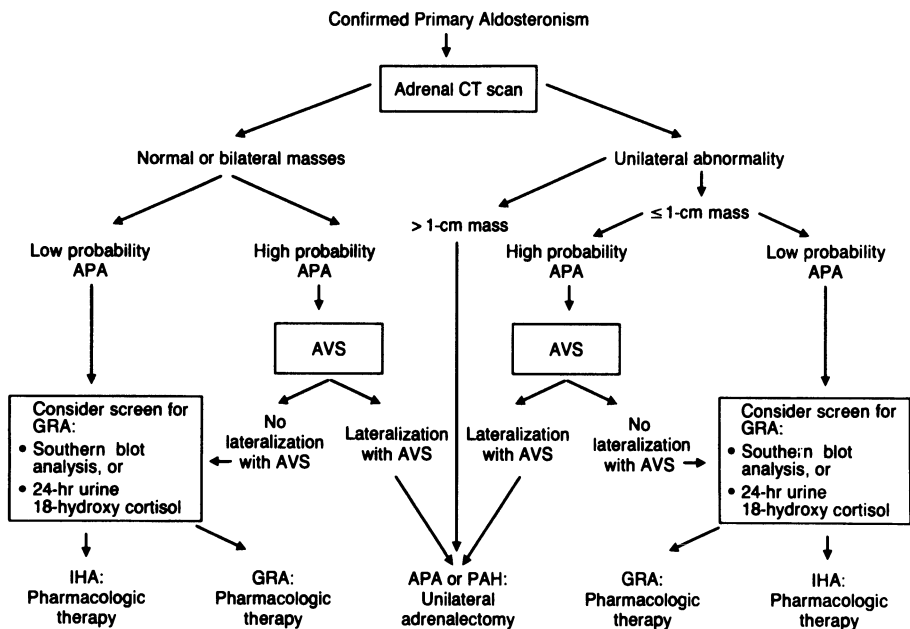 Confirmed Primary Aldosteronism
Adrenal CT scan
Normal or bilateral masses
Unilateral abnormality
> 1-cm mass
≤ 1-cm mass
Low probability
APA
High probability
APA
High probability
APA
Low probability
APA
AVS
AVS
No
lateralization
with AVS
Lateralization
with AVS
Lateralization
with AVS
No
lateralization
with AVS
Consider screen for
GRA:
• Southern blot
analysis, or
• 24-hr urine
18-hydroxy cortisol
Consider screen for
GRA:
• Southern blot
analysis, or
• 24-hr urine
18-hydroxy cortisol
IHA:
Pharmacologic
therapy
GRA:
Pharmacologic
therapy
APA or PAH:
Unilateral
adrenalectomy
GRA:
Pharmacologic
therapy
IHA:
Pharmacologic
therapy